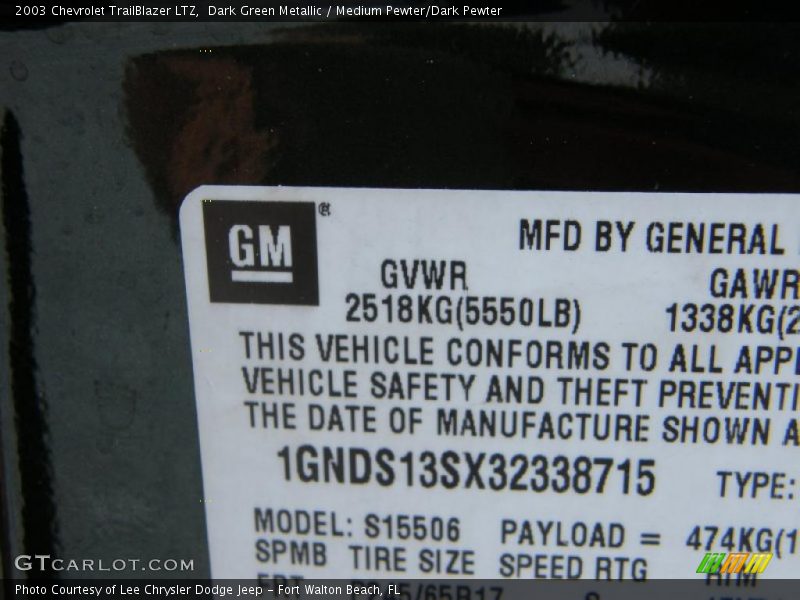 2003 Chevrolet TrailBlazer LTZ, Dark Green Metallic / Medium Pewter/Dark Pewter
GM ®
MFD BY GENERAL
GVWR GAWR
2518KG(5550LB) 1338KG(2
THIS VEHICLE CONFORMS TO ALL APPL
VEHICLE SAFETY AND THEFT PREVENTI
THE DATE OF MANUFACTURE SHOWN A
1GNDS13SX32338715 TYPE:
MODEL: S15506 PAYLOAD = 474KG(1
SPMB TIRE SIZE SPEED RTG RIM
GTCARLOT.COM
FRT S
Photo Courtesy of Lee Chrysler Dodge Jeep - Fort Walton Beach, FL